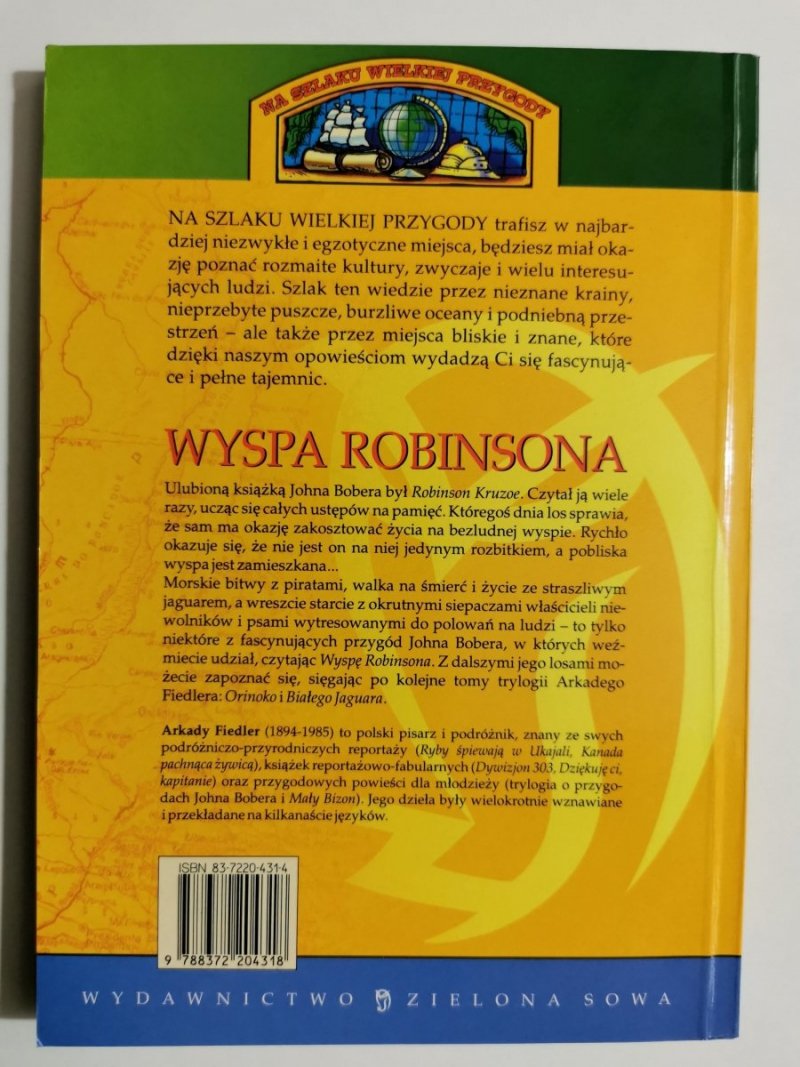 NA SZLAKU WIELKIEJ PRZYGODY
NA SZLAKU WIELKIEJ PRZYGODY trafisz w najbar-
dziej niezwykłe i egzotyczne miejsca, będziesz miał oka-
zję poznać rozmaite kultury, zwyczaje i wielu interesu-
jących ludzi. Szlak ten wiedzie przez nieznane krainy,
nieprzebyte puszcze, burzliwe oceany i podniebną prze-
strzeń – ale także przez miejsca bliskie i znane, które
dzięki naszym opowieściom wydadzą Ci się fascynują-
ce i pełne tajemnic.
WYSPA ROBINSONA
Ulubioną książką Johna Bobera był Robinson Kruzoe. Czytał ją wiele
razy, ucząc się całych ustępów na pamięć. Któregoś dnia los sprawia,
że sam ma okazję zakosztować życia na bezludnej wyspie. Rychło
okazuje się, że nie jest on na niej jedynym rozbitkiem, a pobliska
wyspa jest zamieszkana...
Morskie bitwy z piratami, walka na śmierć i życie ze straszliwym
jaguarem, a wreszcie starcie z okrutnymi siepaczami właścicieli nie-
wolników i psami wytresowanymi do polowań na ludzi – to tylko
niektóre z fascynujących przygód Johna Bobera, w których weź-
miecie udział, czytając Wyspę Robinsona. Z dalszymi jego losami mo-
żecie zapoznać się, sięgając po kolejne tomy trylogii Arkadego
Fiedlera: Orinoko i Białego Jaguara.
Arkady Fiedler (1894-1985) to polski pisarz i podróżnik, znany ze swych
podróżniczo-przyrodniczych reportaży (Ryby śpiewają w Ukajali, Kanada
pachnąca żywicą), książek reportażowo-fabularnych (Dywizjon 303, Dziękuję ci,
kapitanie) oraz przygodowych powieści dla młodzieży (trylogia o przygo-
dach Johna Bobera i Mały Bizon). Jego dzieła były wielokrotnie wznawiane
i przekładane na kilkanaście języków.
ISBN 83-7220-431-4
9 788372 204318
WYDAWNICTWO ZIELONA SOWA